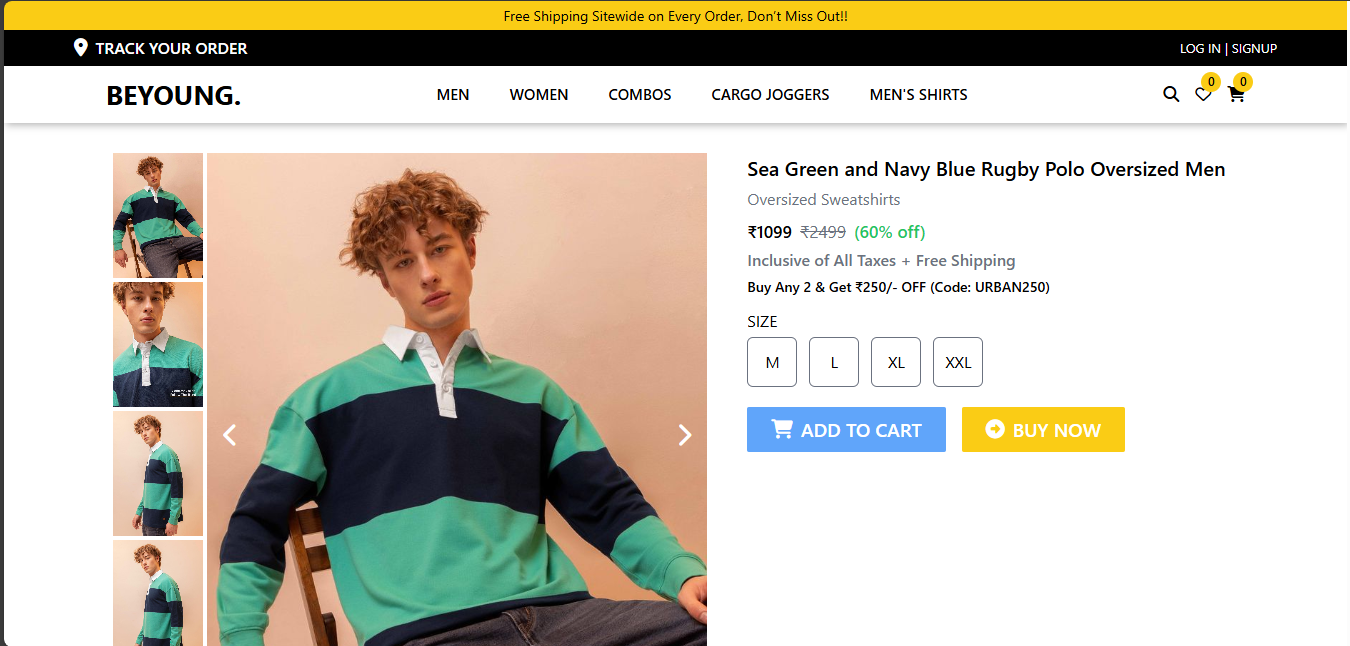 Free Shipping Sitewide on Every Order, Don't Miss Out!!
TRACK YOUR ORDER
LOG IN | SIGNUP
BEYOUNG.
MEN
WOMEN
COMBOS
CARGO JOGGERS
MEN'S SHIRTS
0
0
Sea Green and Navy Blue Rugby Polo Oversized Men
Oversized Sweatshirts
₹1099 ₹2499 (60% off)
Inclusive of All Taxes + Free Shipping
Buy Any 2 & Get ₹250/- OFF (Code: URBAN250)
SIZE
M
L
XL
XXL
ADD TO CART
BUY NOW